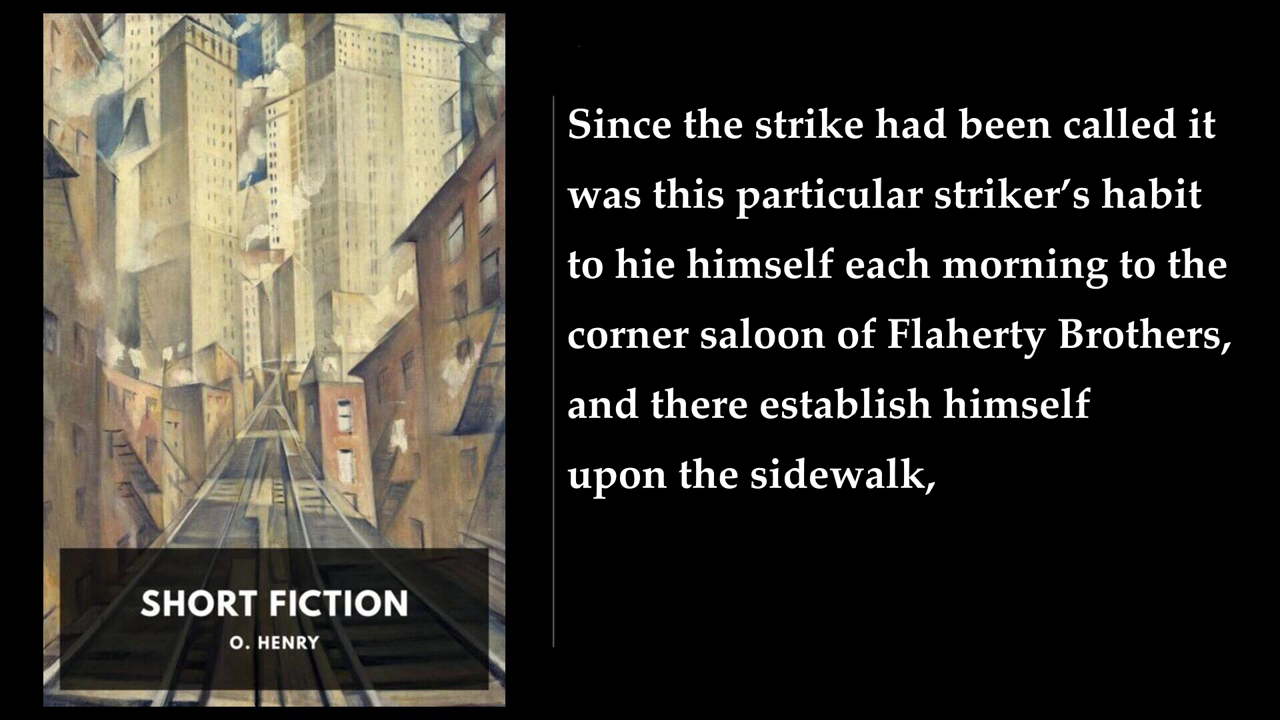 Since the strike had been called it
was this particular striker’s habit
to hie himself each morning to the
corner saloon of Flaherty Brothers,
and there establish himself
upon the sidewalk,
SHORT FICTION
O. HENRY